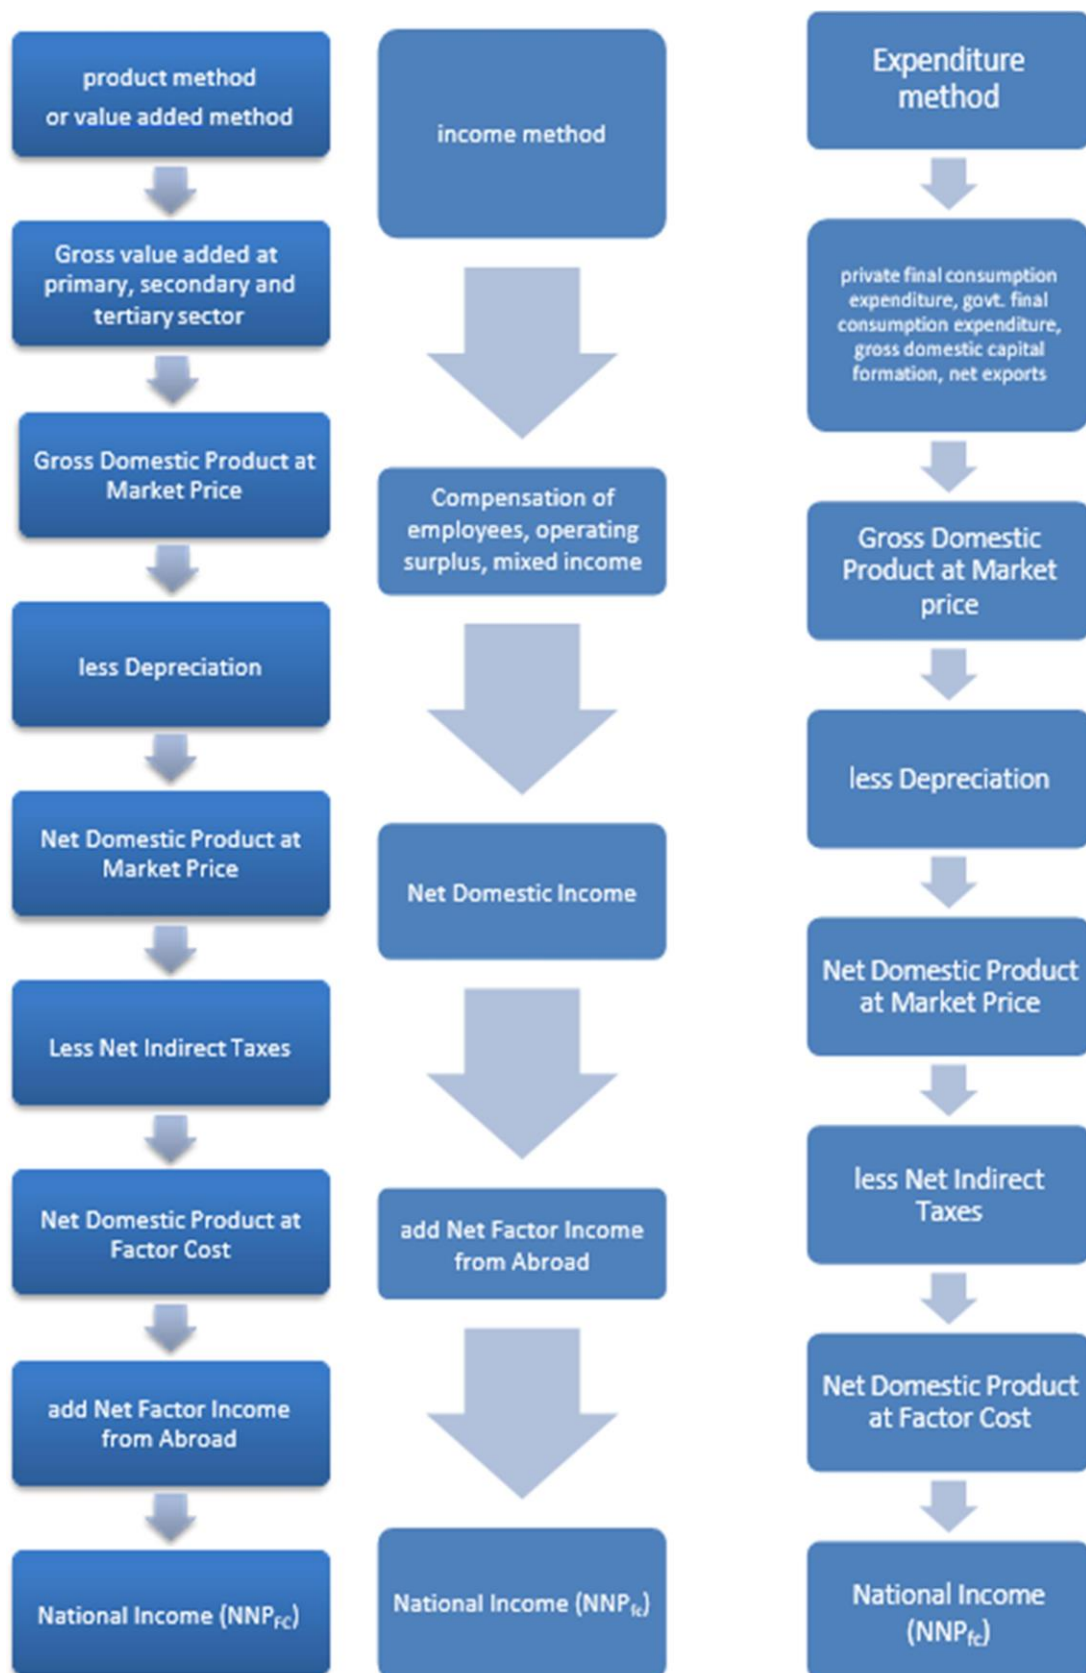 product method
or value added method
Gross value added at
primary, secondary and
tertiary sector
Gross Domestic Product at
Market Price
less Depreciation
Net Domestic Product at
Market Price
Less Net Indirect Taxes
Net Domestic Product at
Factor Cost
add Net Factor Income
from Abroad
National Income (NNPFC)
income method
Compensation of
employees, operating
surplus, mixed income
Net Domestic Income
add Net Factor Income
from Abroad
National Income (NNPfc)
Expenditure
method
private final consumption
expenditure, govt. final
consumption expenditure,
gross domestic capital
formation, net exports
Gross Domestic
Product at Market
price
less Depreciation
Net Domestic Product
at Market Price
less Net Indirect
Taxes
Net Domestic Product
at Factor Cost
National Income
(NNPfc)